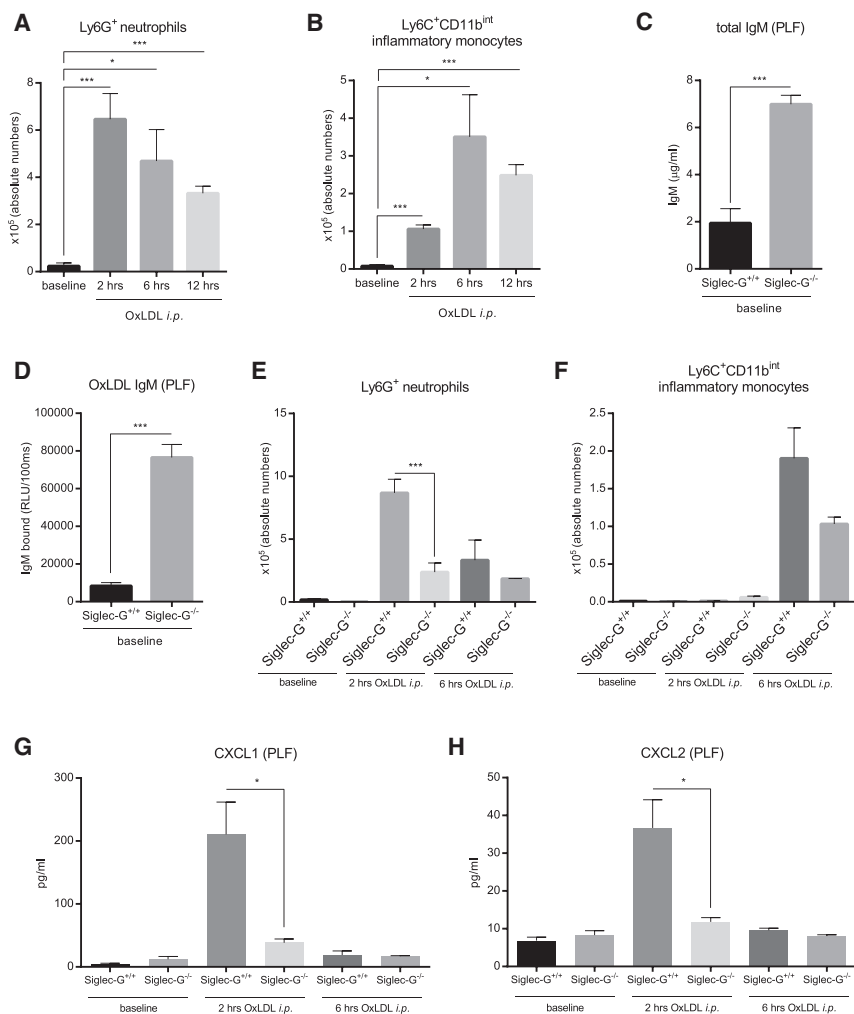 A
Ly6G⁺ neutrophils
***
*
***
x10⁵ (absolute numbers)
8
6
4
2
0
baseline 2 hrs 6 hrs 12 hrs
OxLDL i.p.
B
Ly6C⁺CD11bⁱⁿᵗ
inflammatory monocytes
***
*
***
x10⁵ (absolute numbers)
5
4
3
2
1
0
baseline 2 hrs 6 hrs 12 hrs
OxLDL i.p.
C
total IgM (PLF)
***
IgM (µg/ml)
8
6
4
2
0
Siglec-G⁺/⁺ Siglec-G⁻/⁻
baseline
D
OxLDL IgM (PLF)
***
IgM bound (RLU/100ms)
100000
80000
60000
40000
20000
0
Siglec-G⁺/⁺ Siglec-G⁻/⁻
baseline
E
Ly6G⁺ neutrophils
***
x10⁵ (absolute numbers)
15
10
5
0
Siglec-G⁺/⁺ Siglec-G⁻/⁻ Siglec-G⁺/⁺ Siglec-G⁻/⁻ Siglec-G⁺/⁺ Siglec-G⁻/⁻
baseline 2 hrs OxLDL i.p. 6 hrs OxLDL i.p.
F
Ly6C⁺CD11bⁱⁿᵗ
inflammatory monocytes
x10⁵ (absolute numbers)
2.5
2.0
1.5
1.0
0.5
0.0
Siglec-G⁺/⁺ Siglec-G⁻/⁻ Siglec-G⁺/⁺ Siglec-G⁻/⁻ Siglec-G⁺/⁺ Siglec-G⁻/⁻
baseline 2 hrs OxLDL i.p. 6 hrs OxLDL i.p.
G
CXCL1 (PLF)
*
pg/ml
300
200
100
0
Siglec-G⁺/⁺ Siglec-G⁻/⁻ Siglec-G⁺/⁺ Siglec-G⁻/⁻ Siglec-G⁺/⁺ Siglec-G⁻/⁻
baseline 2 hrs OxLDL i.p. 6 hrs OxLDL i.p.
H
CXCL2 (PLF)
*
pg/ml
50
40
30
20
10
0
Siglec-G⁺/⁺ Siglec-G⁻/⁻ Siglec-G⁺/⁺ Siglec-G⁻/⁻ Siglec-G⁺/⁺ Siglec-G⁻/⁻
baseline 2 hrs OxLDL i.p. 6 hrs OxLDL i.p.